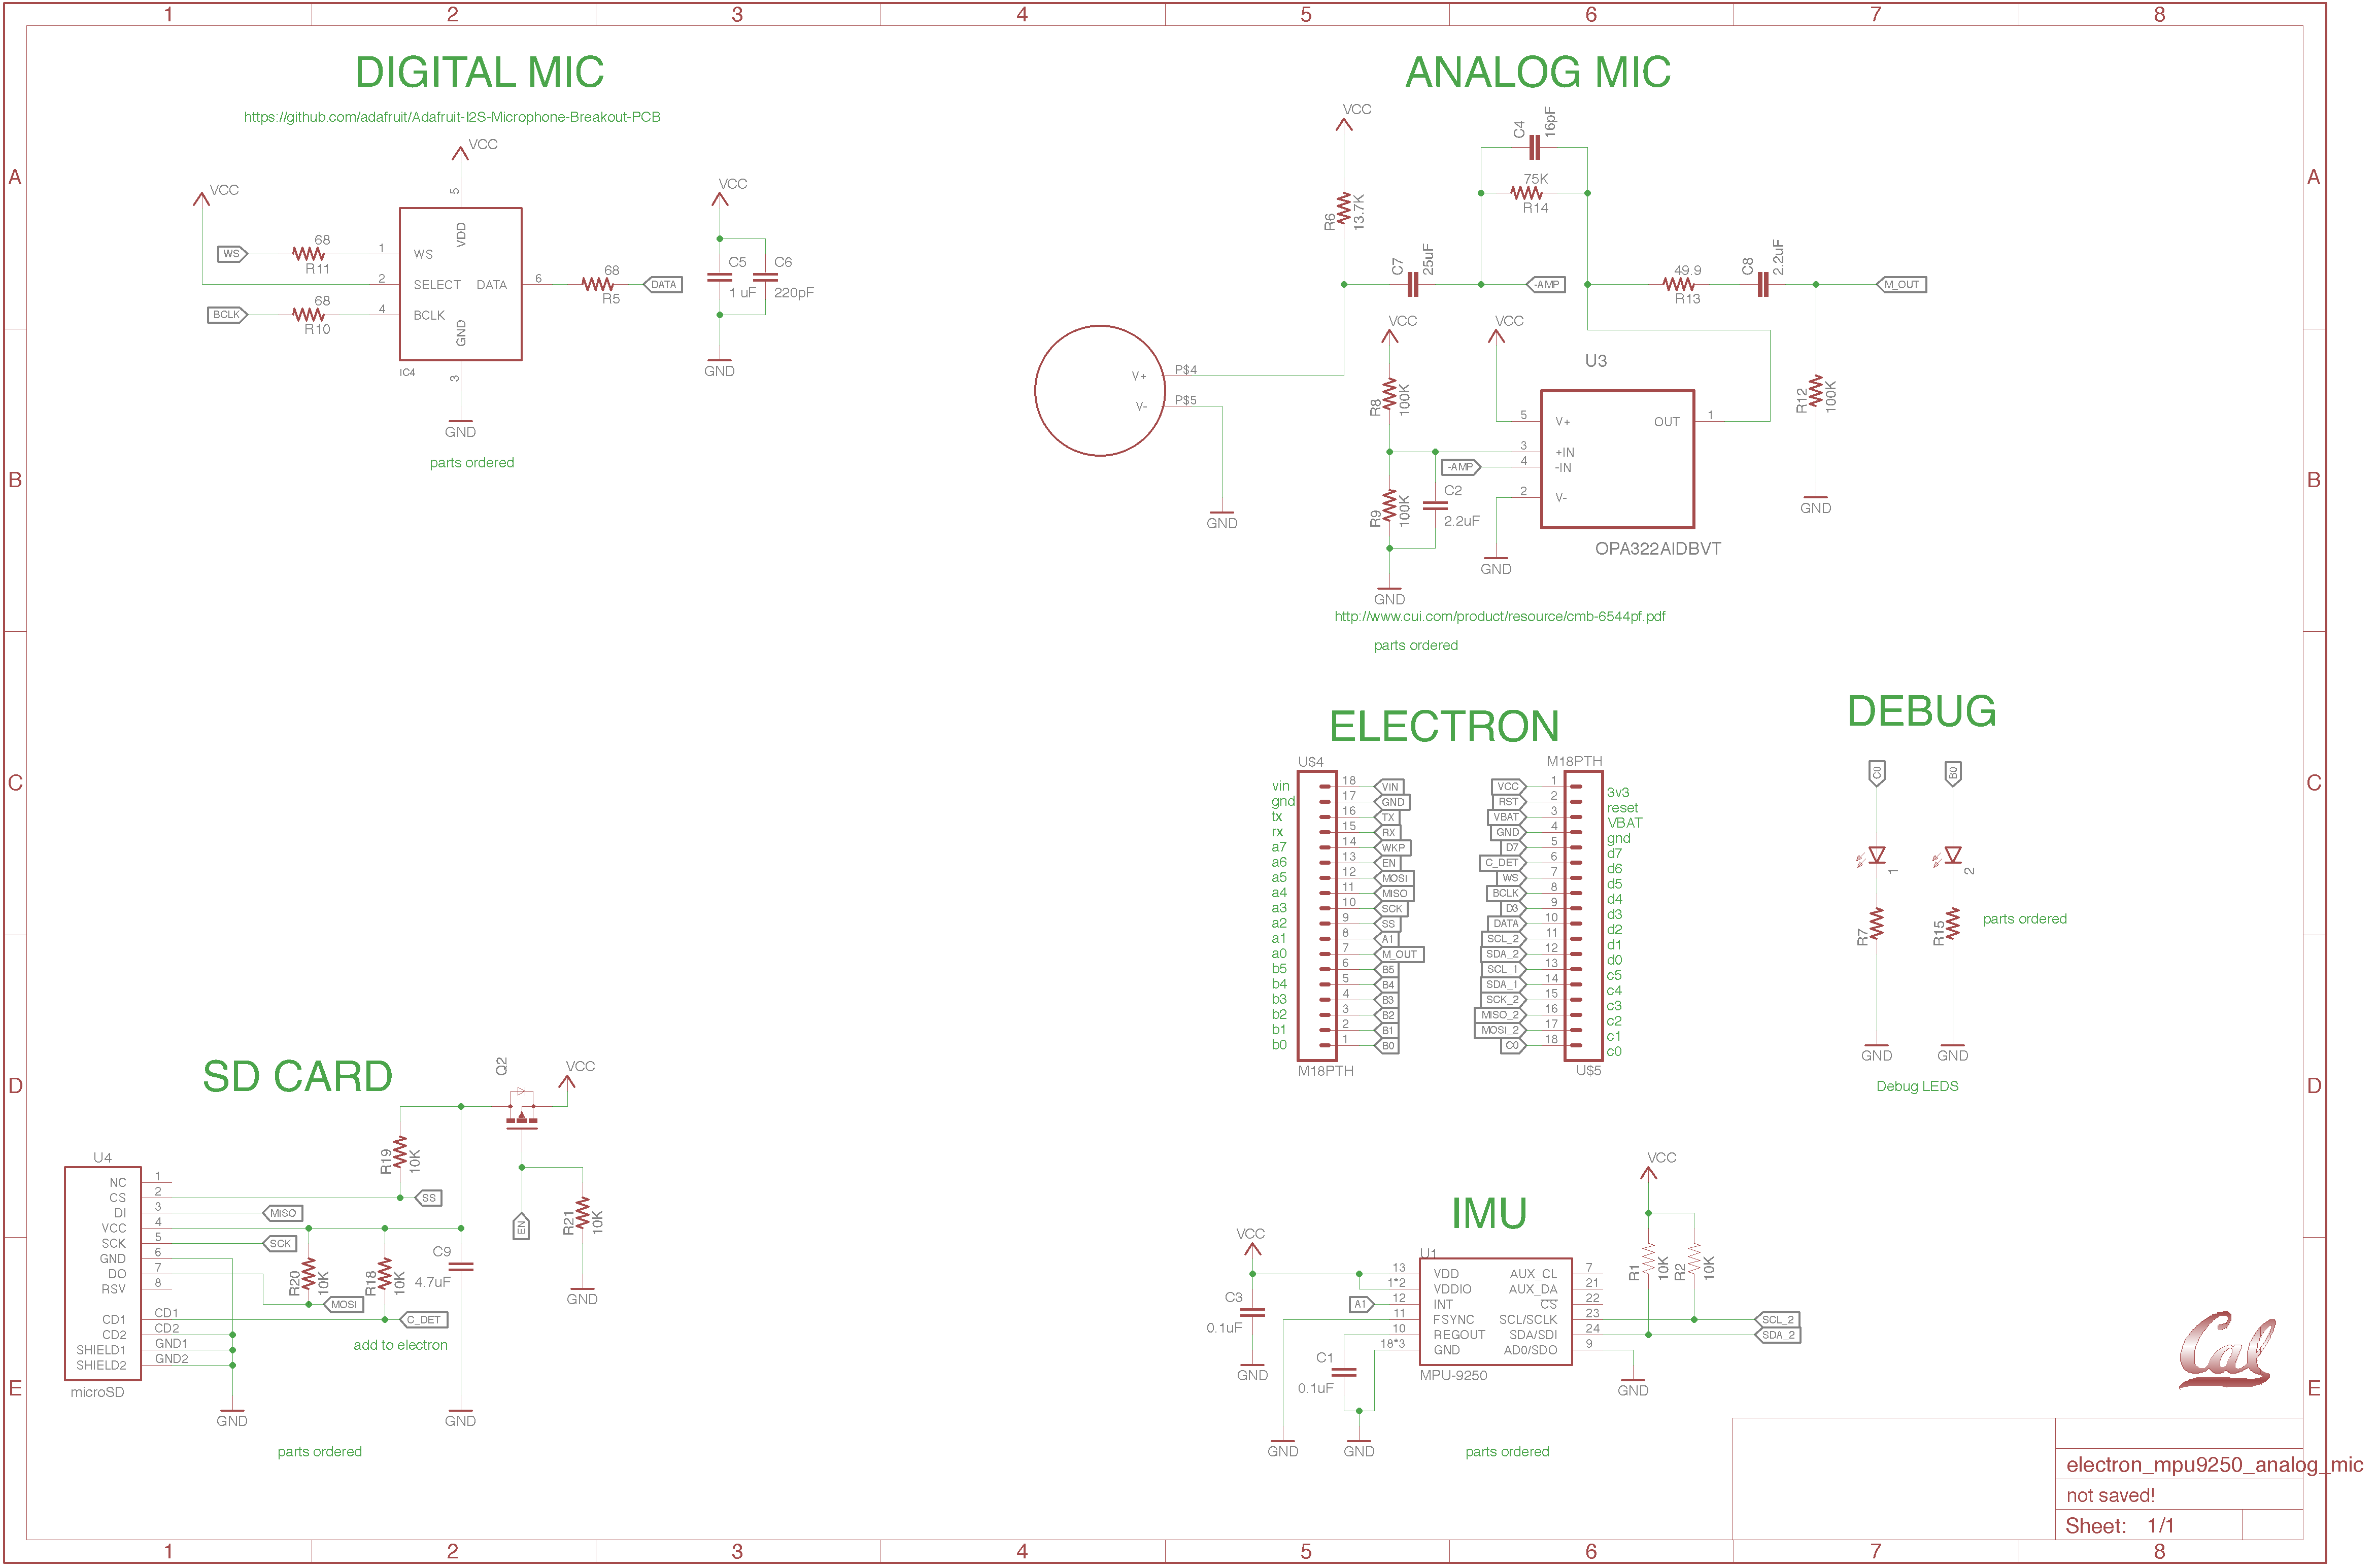 1 2 3 4 5 6 7 8
A
B
C
D
E
DIGITAL MIC
https://github.com/adafruit/Adafruit-I2S-Microphone-Breakout-PCB
VCC
VCC
5
VDD
WS
68
R11
1
WS
2
SELECT
DATA
6
68
R5
DATA
BCLK
68
R10
4
BCLK
GND
IC4
3
GND
parts ordered
VCC
C5
1 uF
C6
220pF
GND
ANALOG MIC
VCC
R6
13.7K
C4
16pF
75K
R14
C7
25uF
-AMP
49.9
R13
C8
2.2uF
M_OUT
V+
P$4
V-
P$5
GND
VCC
R8
100K
R9
100K
C2
2.2uF
GND
VCC
U3
5
V+
OUT
1
3
+IN
-AMP
4
-IN
2
V-
GND
OPA322AIDBVT
R12
100K
GND
http://www.cui.com/product/resource/cmb-6544pf.pdf
parts ordered
ELECTRON
U$4
vin 18 VIN
gnd 17 GND
tx 16 TX
rx 15 RX
a7 14 WKP
a6 13 EN
a5 12 MOSI
a4 11 MISO
a3 10 SCK
a2 9 SS
a1 8 A1
a0 7 M_OUT
b5 6 B5
b4 5 B4
b3 4 B3
b2 3 B2
b1 2 B1
b0 1 B0
M18PTH
M18PTH
VCC 1 3v3
RST 2 reset
VBAT 3 VBAT
GND 4 gnd
D7 5 d7
C_DET 6 d6
WS 7 d5
BCLK 8 d4
D3 9 d3
DATA 10 d2
SCL_2 11 d1
SDA_2 12 d0
SCL_1 13 c5
SDA_1 14 c4
SCK_2 15 c3
MISO_2 16 c2
MOSI_2 17 c1
C0 18 c0
U$5
DEBUG
C0
B0
1
2
R7
R15
parts ordered
GND
GND
Debug LEDS
SD CARD
Q2
VCC
R19
10K
U4
NC 1
CS 2
SS
DI 3
MISO
VCC 4
SCK 5
SCK
GND 6
DO 7
RSV 8
CD1 CD1
CD2 CD2
SHIELD1 GND1
SHIELD2 GND2
microSD
R20
10K
R18
10K
MOSI
C_DET
C9
4.7uF
EN
R21
10K
GND
add to electron
GND
GND
parts ordered
IMU
VCC
C3
0.1uF
GND
U1
13 VDD
1*2 VDDIO
A1
12 INT
11 FSYNC
10 REGOUT
18*3 GND
AUX_CL 7
AUX_DA 21
CS 22
SCL/SCLK 23
SDA/SDI 24
AD0/SDO 9
MPU-9250
C1
0.1uF
GND
GND
VCC
R1
10K
R2
10K
SCL_2
SDA_2
GND
parts ordered
Cal
electron_mpu9250_analog_mic
not saved!
Sheet: 1/1
A
B
C
D
E
1 2 3 4 5 6 7 8